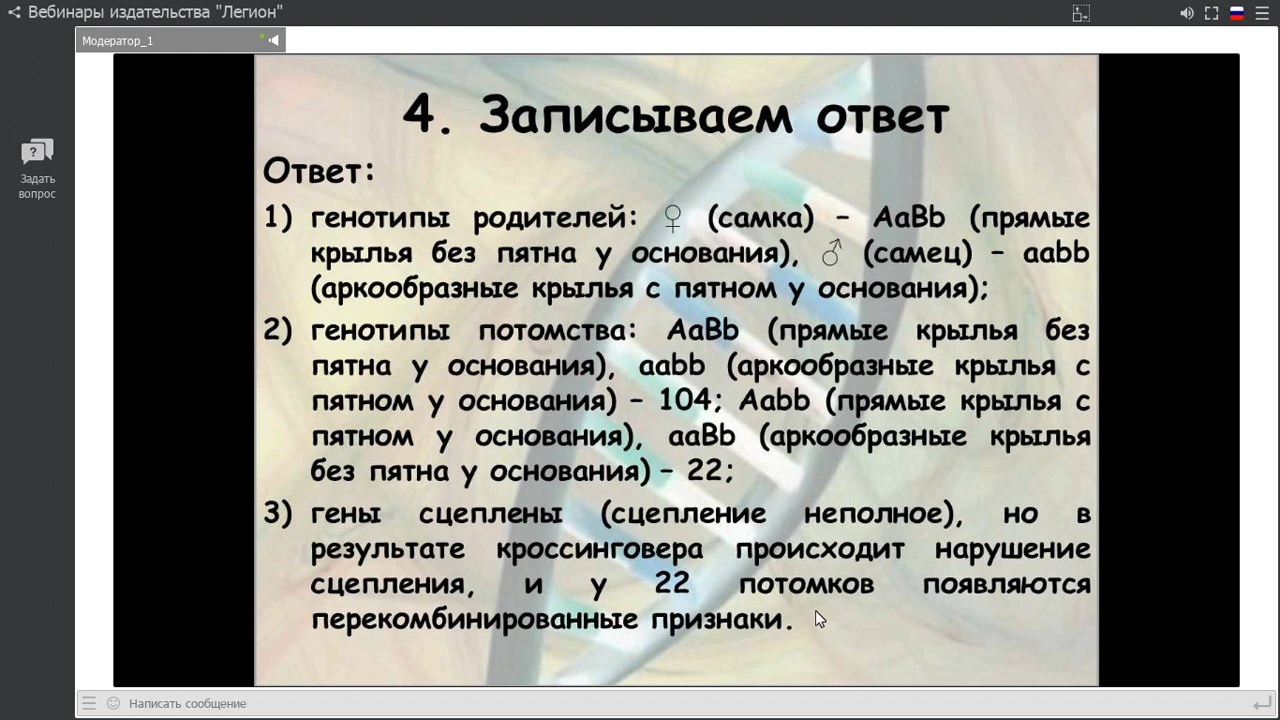 Вебинары издательства "Легион"
Модератор_1
Задать
вопрос
4. Записываем ответ
Ответ:
1) генотипы родителей: ♀ (самка) – AaBb (прямые
крылья без пятна у основания), ♂ (самец) – aabb
(аркообразные крылья с пятном у основания);
2) генотипы потомства: AaBb (прямые крылья без
пятна у основания), aabb (аркообразные крылья с
пятном у основания) – 104; Aabb (прямые крылья с
пятном у основания), aaBb (аркообразные крылья
без пятна у основания) – 22;
3) гены сцеплены (сцепление неполное), но в
результате кроссинговера происходит нарушение
сцепления, и у 22 потомков появляются
перекомбинированные признаки.
Написать сообщение